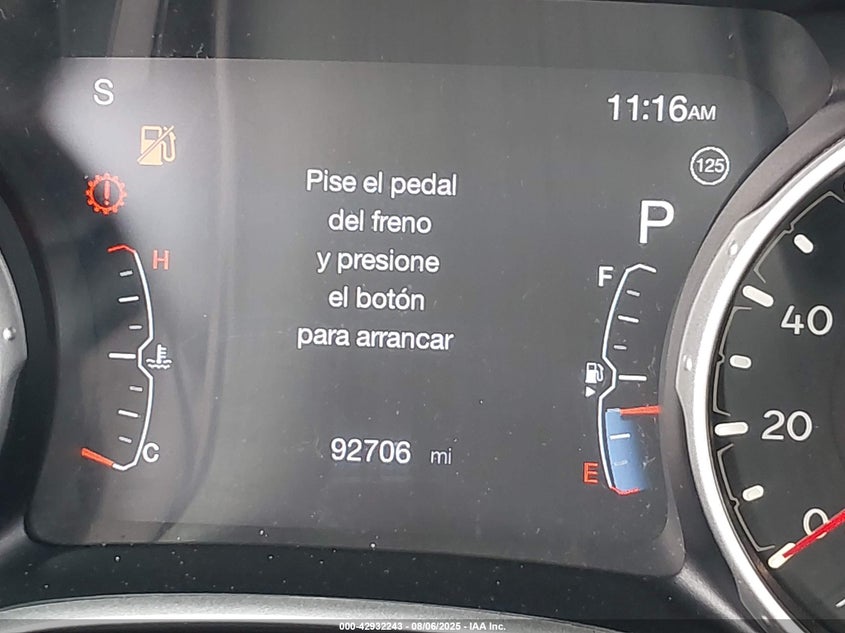 S
11:16AM
125
Pise el pedal
del freno
y presione
el botón
para arrancar
P
H
F
C
E
92706 mi
40
20
0
000-42932243 - 08/06/2025 - IAA Inc.